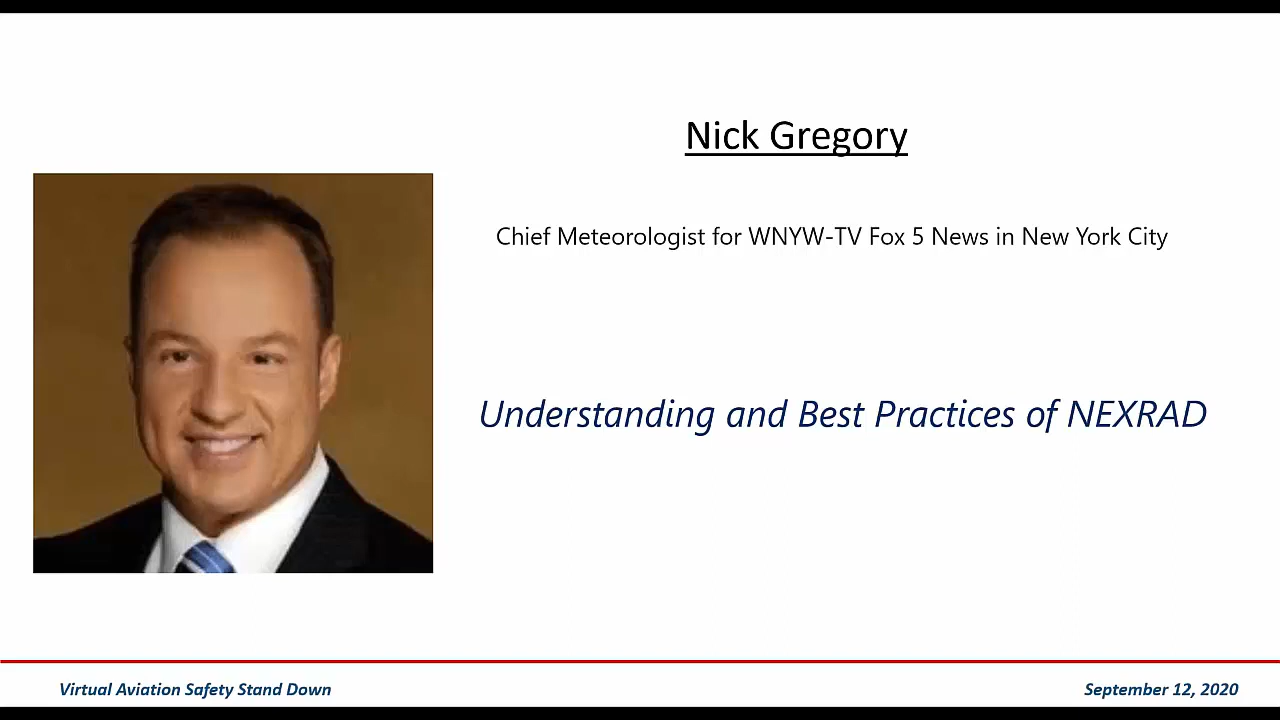 Nick Gregory
Chief Meteorologist for WNYW-TV Fox 5 News in New York City
Understanding and Best Practices of NEXRAD
Virtual Aviation Safety Stand Down
September 12, 2020